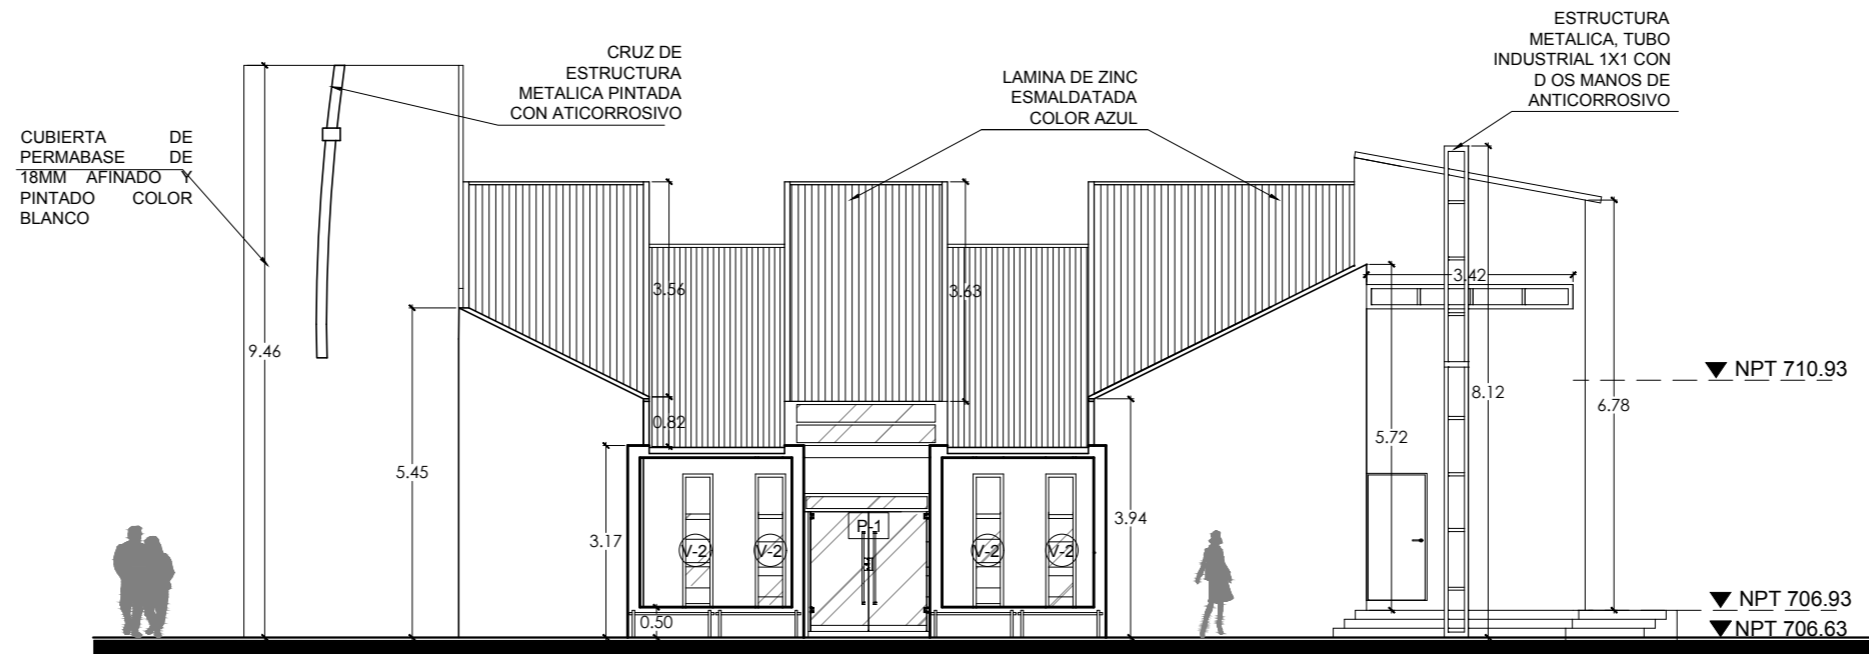 ESTRUCTURA
METALICA, TUBO
INDUSTRIAL 1X1 CON
D OS MANOS DE
ANTICORROSIVO
CRUZ DE
ESTRUCTURA
METALICA PINTADA
CON ATICORROSIVO
LAMINA DE ZINC
ESMALDATADA
COLOR AZUL
CUBIERTA DE
PERMABASE DE
18MM AFINADO Y
PINTADO COLOR
BLANCO
3.42
3.56
3.63
9.46
NPT 710.93
8.12
6.78
0.82
5.72
5.45
3.94
P-1
3.17
V-2
V-2
V-2
V-2
NPT 706.93
0.50
NPT 706.63